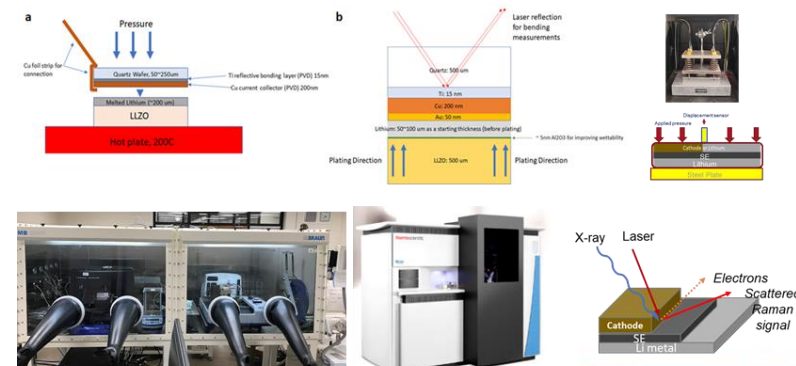 a
Pressure
Cu foil strip for
connection
Quartz Wafer, 50~250um
Ti reflective bonding layer (PVD) 15nm
Cu current collector (PVD) 200nm
Melted Lithium (~200 um)
LLZO
Hot plate, 200C
b
Laser reflection
for bending
measurements
Quartz: 500 um
Ti: 15 nm
Cu: 200 nm
Au: 50 nm
Lithium: 50~100 um as a starting thickness (before plating)
~ 5nm Al2O3 for improving wettability
Plating Direction
LLZO: 500 um
Plating Direction
Displacement sensor
Applied pressure
Cathode
Lithium
SE
Lithium
Steel Plate
MB
BRAUN
X-ray
Laser
Electrons
Scattered
Raman
signal
Cathode
SE
Li metal